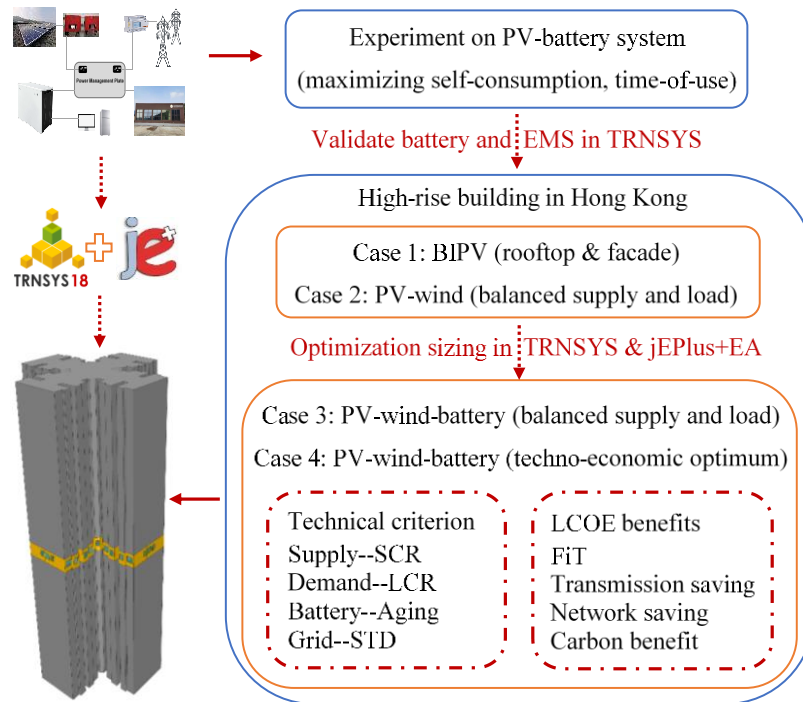 Power Management Plate
Experiment on PV-battery system
(maximizing self-consumption, time-of-use)
Validate battery and EMS in TRNSYS
High-rise building in Hong Kong
Case 1: BIPV (rooftop & facade)
Case 2: PV-wind (balanced supply and load)
TRNSYS18
je+
Optimization sizing in TRNSYS & jEPlus+EA
Case 3: PV-wind-battery (balanced supply and load)
Case 4: PV-wind-battery (techno-economic optimum)
Technical criterion
Supply--SCR
Demand--LCR
Battery--Aging
Grid--STD
LCOE benefits
FiT
Transmission saving
Network saving
Carbon benefit